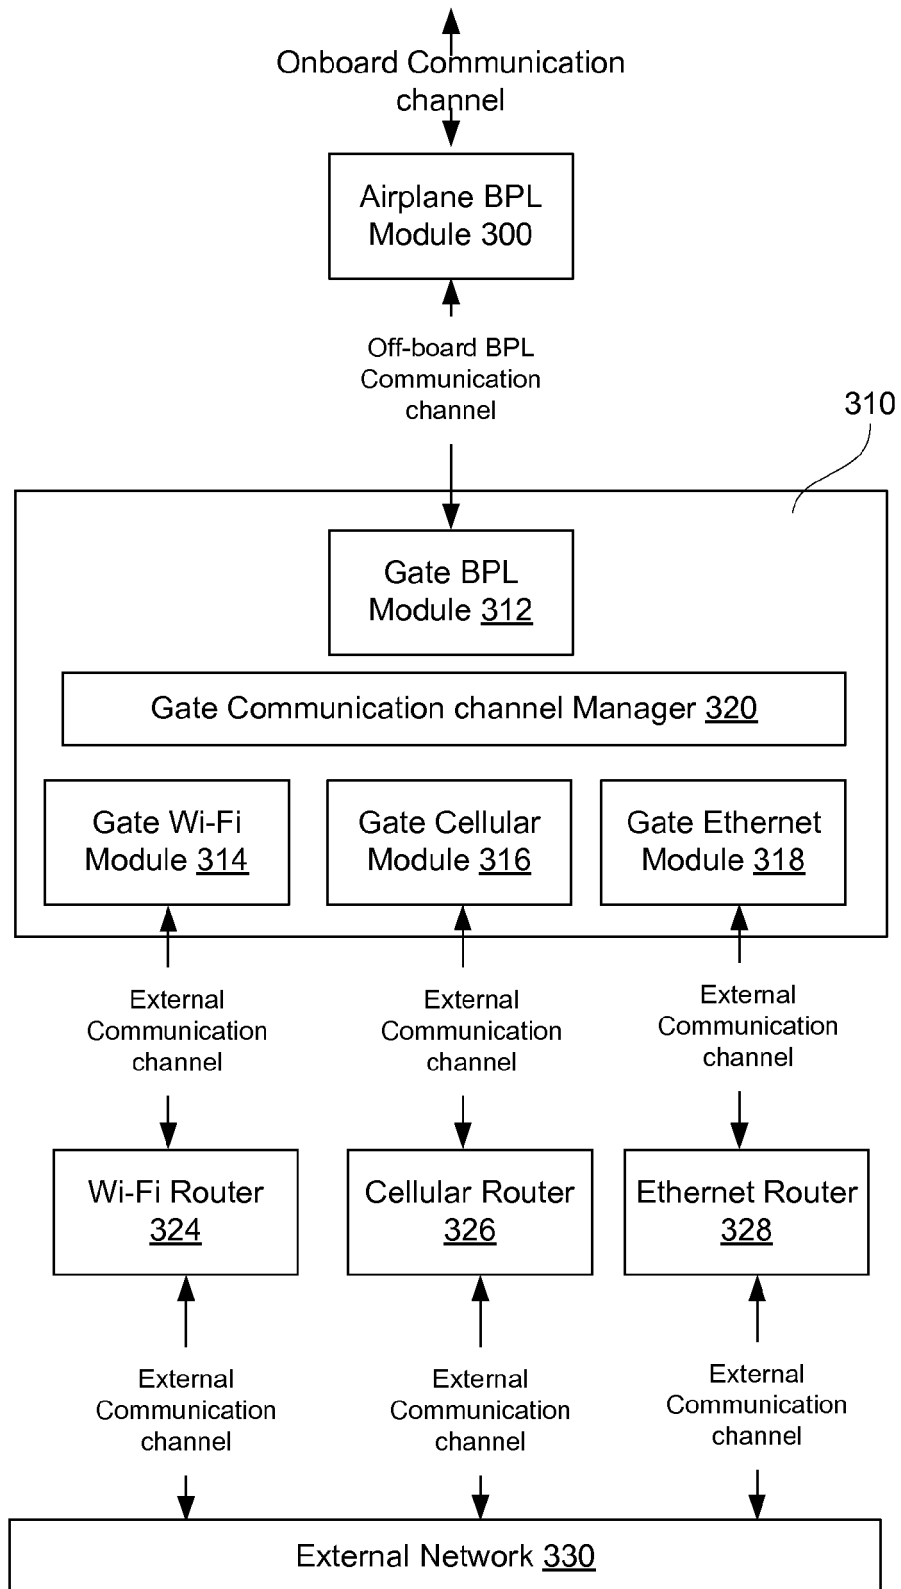 Onboard Communication
channel
Airplane BPL
Module 300
Off-board BPL
Communication
channel
310
Gate BPL
Module 312
Gate Communication channel Manager 320
Gate Wi-Fi
Module 314
Gate Cellular
Module 316
Gate Ethernet
Module 318
External
Communication
channel
External
Communication
channel
External
Communication
channel
Wi-Fi Router
324
Cellular Router
326
Ethernet Router
328
External
Communication
channel
External
Communication
channel
External
Communication
channel
External Network 330